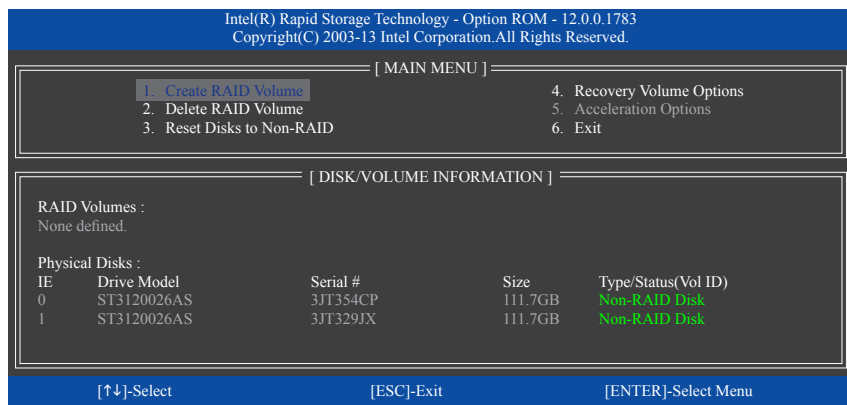 Intel(R) Rapid Storage Technology - Option ROM - 12.0.0.1783
Copyright(C) 2003-13 Intel Corporation.All Rights Reserved.
[ MAIN MENU ]
1. Create RAID Volume
2. Delete RAID Volume
3. Reset Disks to Non-RAID
4. Recovery Volume Options
5. Acceleration Options
6. Exit
[ DISK/VOLUME INFORMATION ]
RAID Volumes :
None defined.
Physical Disks :
IE Drive Model Serial # Size Type/Status(Vol ID)
0 ST3120026AS 3JT354CP 111.7GB Non-RAID Disk
1 ST3120026AS 3JT329JX 111.7GB Non-RAID Disk
[↑↓]-Select [ESC]-Exit [ENTER]-Select Menu